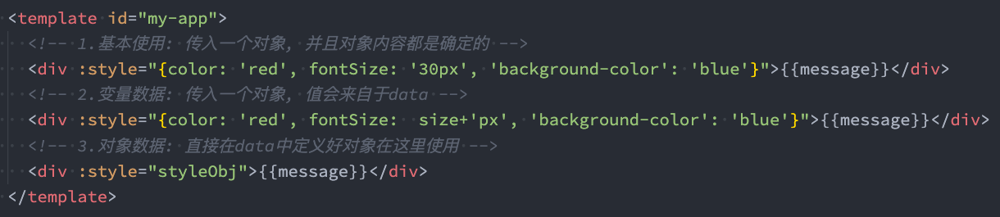 <template id="my-app">
<!-- 1.基本使用: 传入一个对象, 并且对象内容都是确定的 -->
<div :style="{color: 'red', fontSize: '30px', 'background-color': 'blue'}">{{message}}</div>
<!-- 2.变量数据: 传入一个对象, 值会来自于data -->
<div :style="{color: 'red', fontSize:  size+'px', 'background-color': 'blue'}">{{message}}</div>
<!-- 3.对象数据: 直接在data中定义好对象在这里使用 -->
<div :style="styleObj">{{message}}</div>
</template>